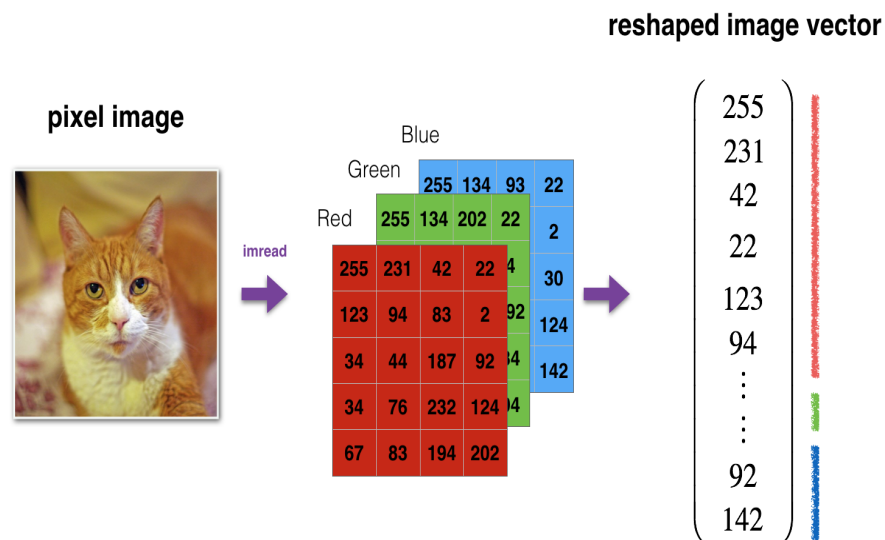 reshaped image vector
pixel image
imread
Blue
255 134 93 22
2
30
124
142
Green
255 134 202 22
Red
255 231 42 22
123 94 83 2
34 44 187 92
34 76 232 124
67 83 194 202
255
231
42
22
123
94
⋮
⋮
92
142